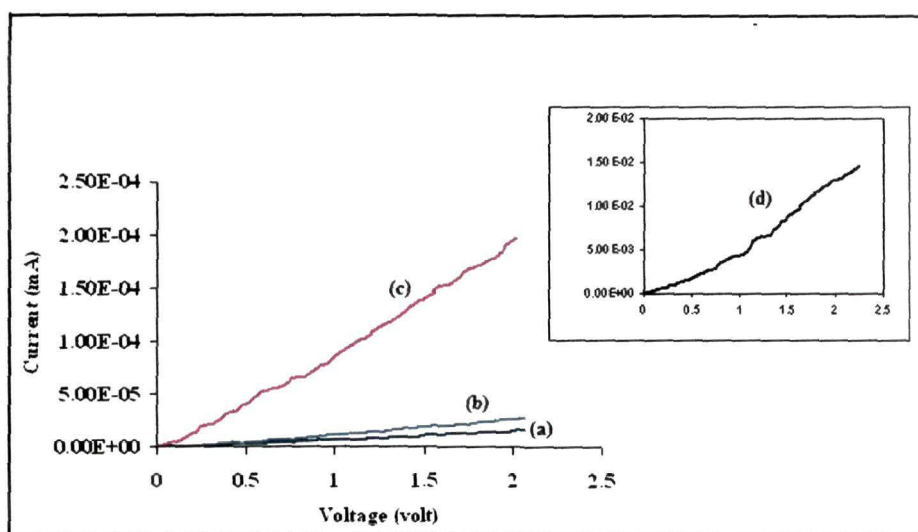 2.50E-04
2.00E-04
1.50E-04
1.00E-04
5.00E-05
0.00E+00
Current (mA)
0 0.5 1 1.5 2 2.5
Voltage (volt)
(c)
(b)
(a)
2.00 E-02
1.50 E-02
1.00 E-02
5.00 E-03
0.00 E+00
0 0.5 1 1.5 2 2.5
(d)